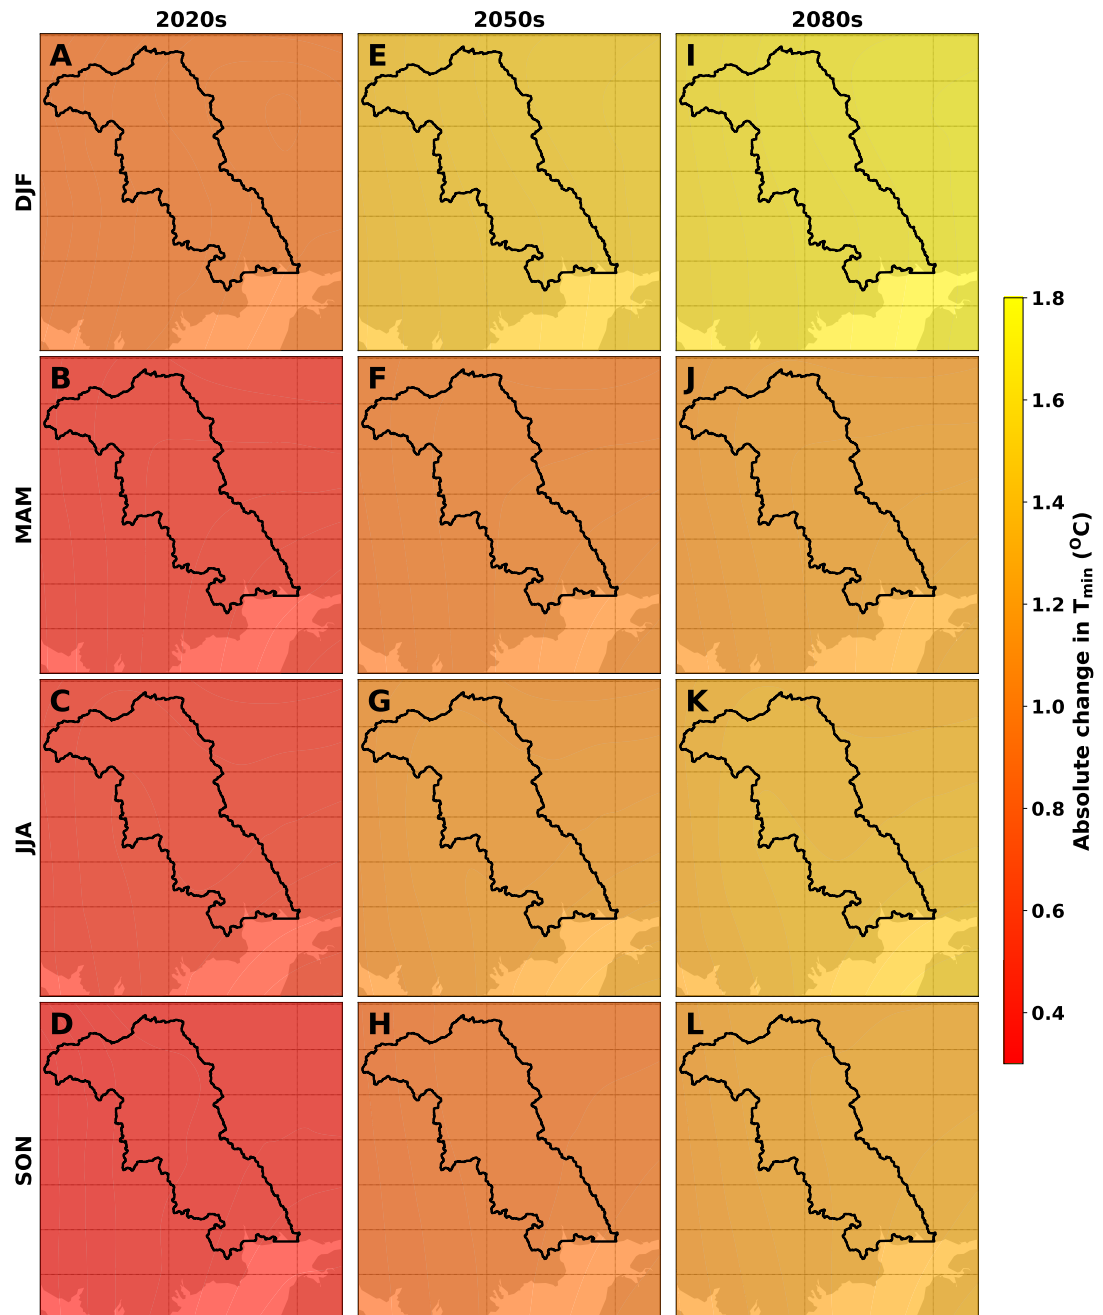 2020s 2050s 2080s
A E I
DJF
B F J
MAM
C G K
JJA
D H L
SON
1.8
1.6
1.4
1.2
1.0
0.8
0.6
0.4
Absolute change in Tmin (OC)